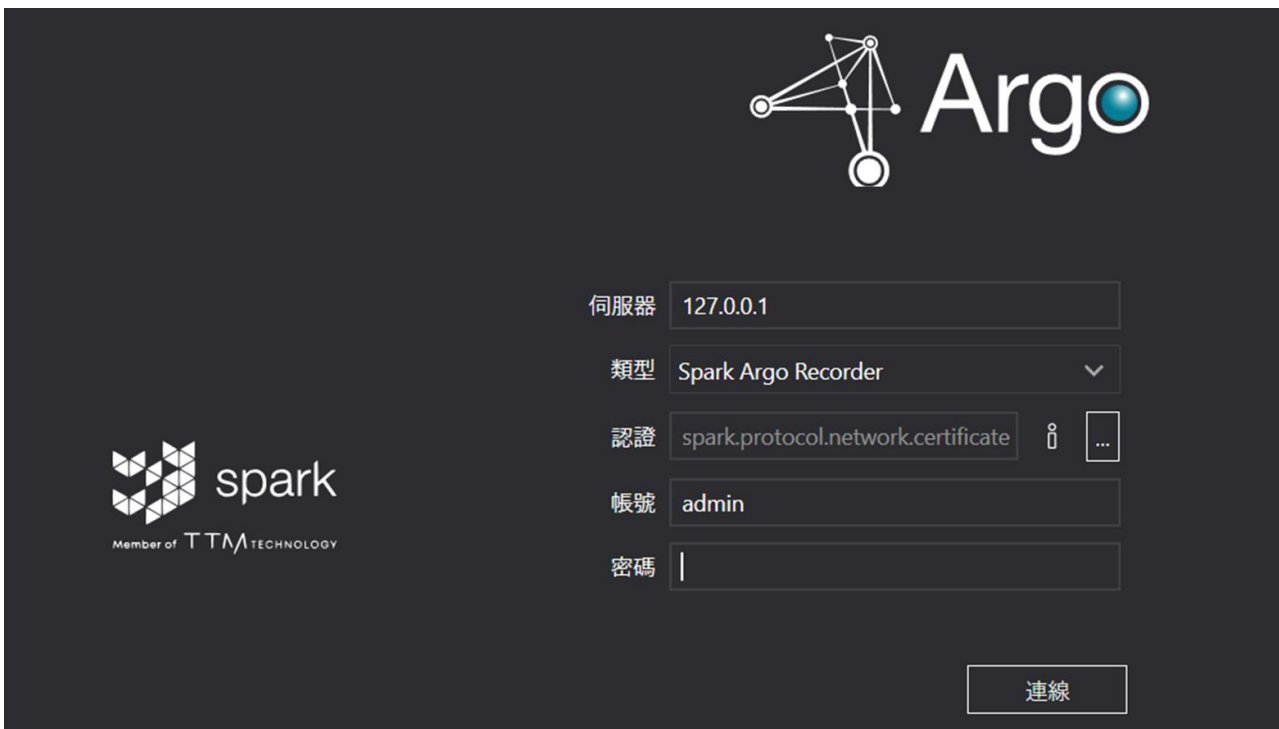 Argo
伺服器 127.0.0.1
類型 Spark Argo Recorder
認證 spark.protocol.network.certificate ...
帳號 admin
密碼
spark
Member of TTM TECHNOLOGY
連線